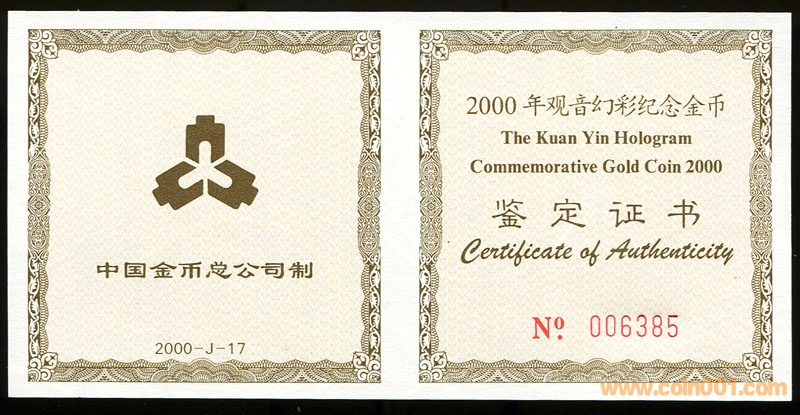 中国金币总公司制
2000-J-17
2000 年观音幻彩纪念金币
The Kuan Yin Hologram
Commemorative Gold Coin 2000
鉴定证书
Certificate of Authenticity
Nº 006385
www.coin001.com